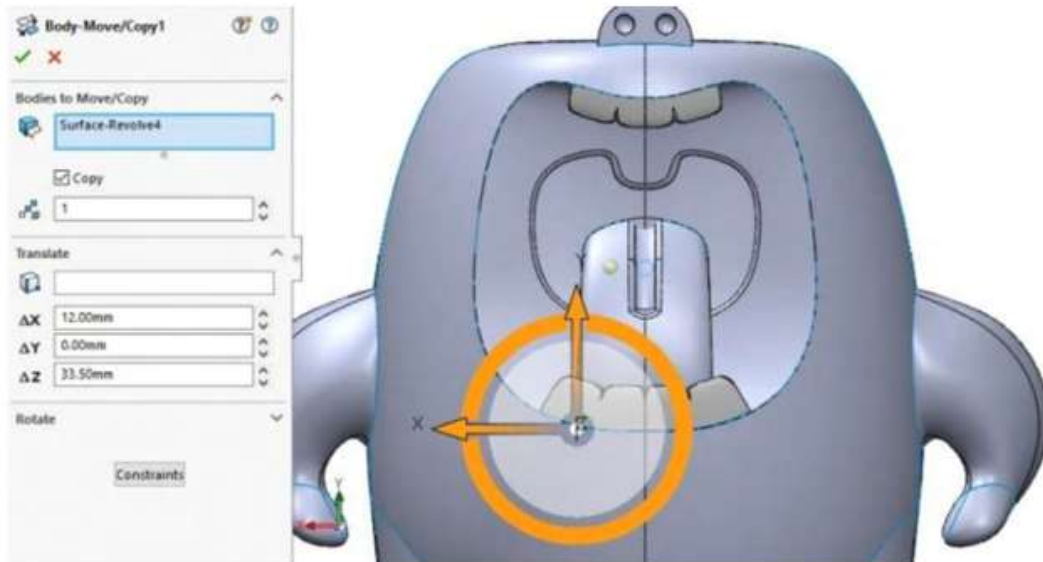 Body-Move/Copy1
Bodies to Move/Copy
Surface-Revolve4
Copy
1
Translate
ΔX 12.00mm
ΔY 0.00mm
ΔZ 33.50mm
Rotate
Constraints
Y
X
Y